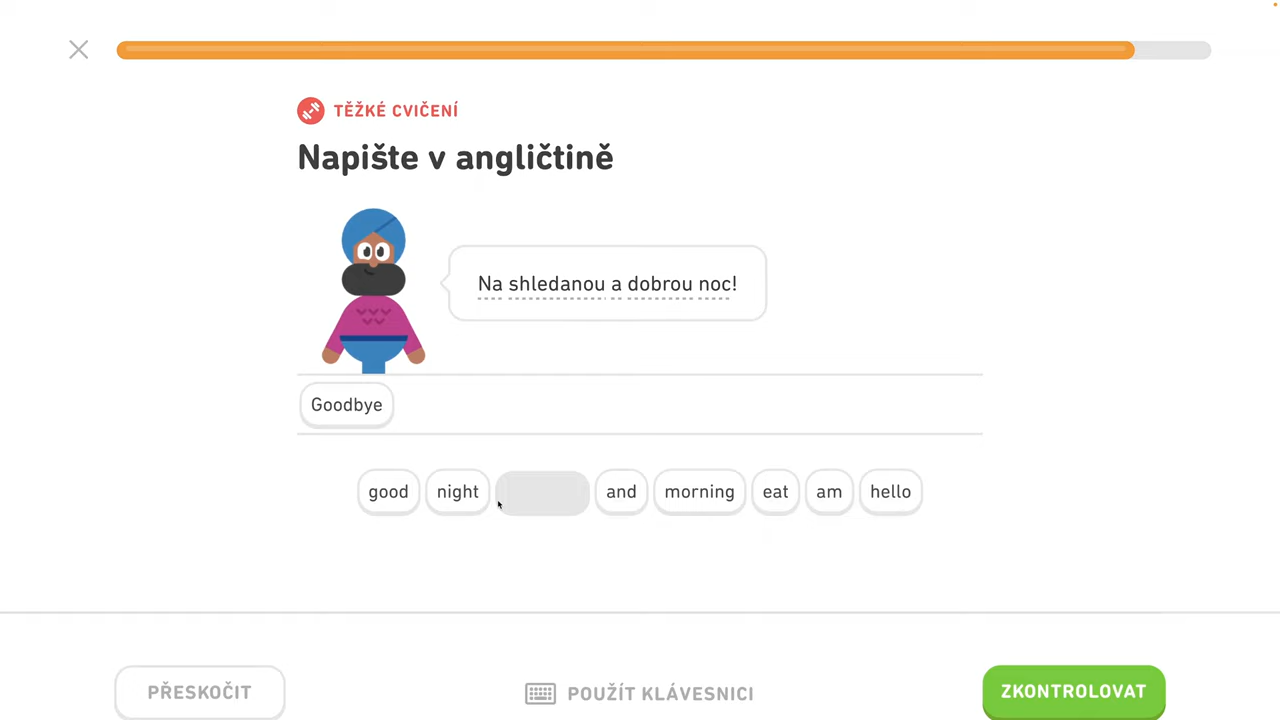 TĚŽKÉ CVIČENÍ
Napište v angličtině
Na shledanou a dobrou noc!
Goodbye
good night and morning eat am hello
PŘESKOČIT POUŽÍT KLÁVESNICI ZKONTROLOVAT